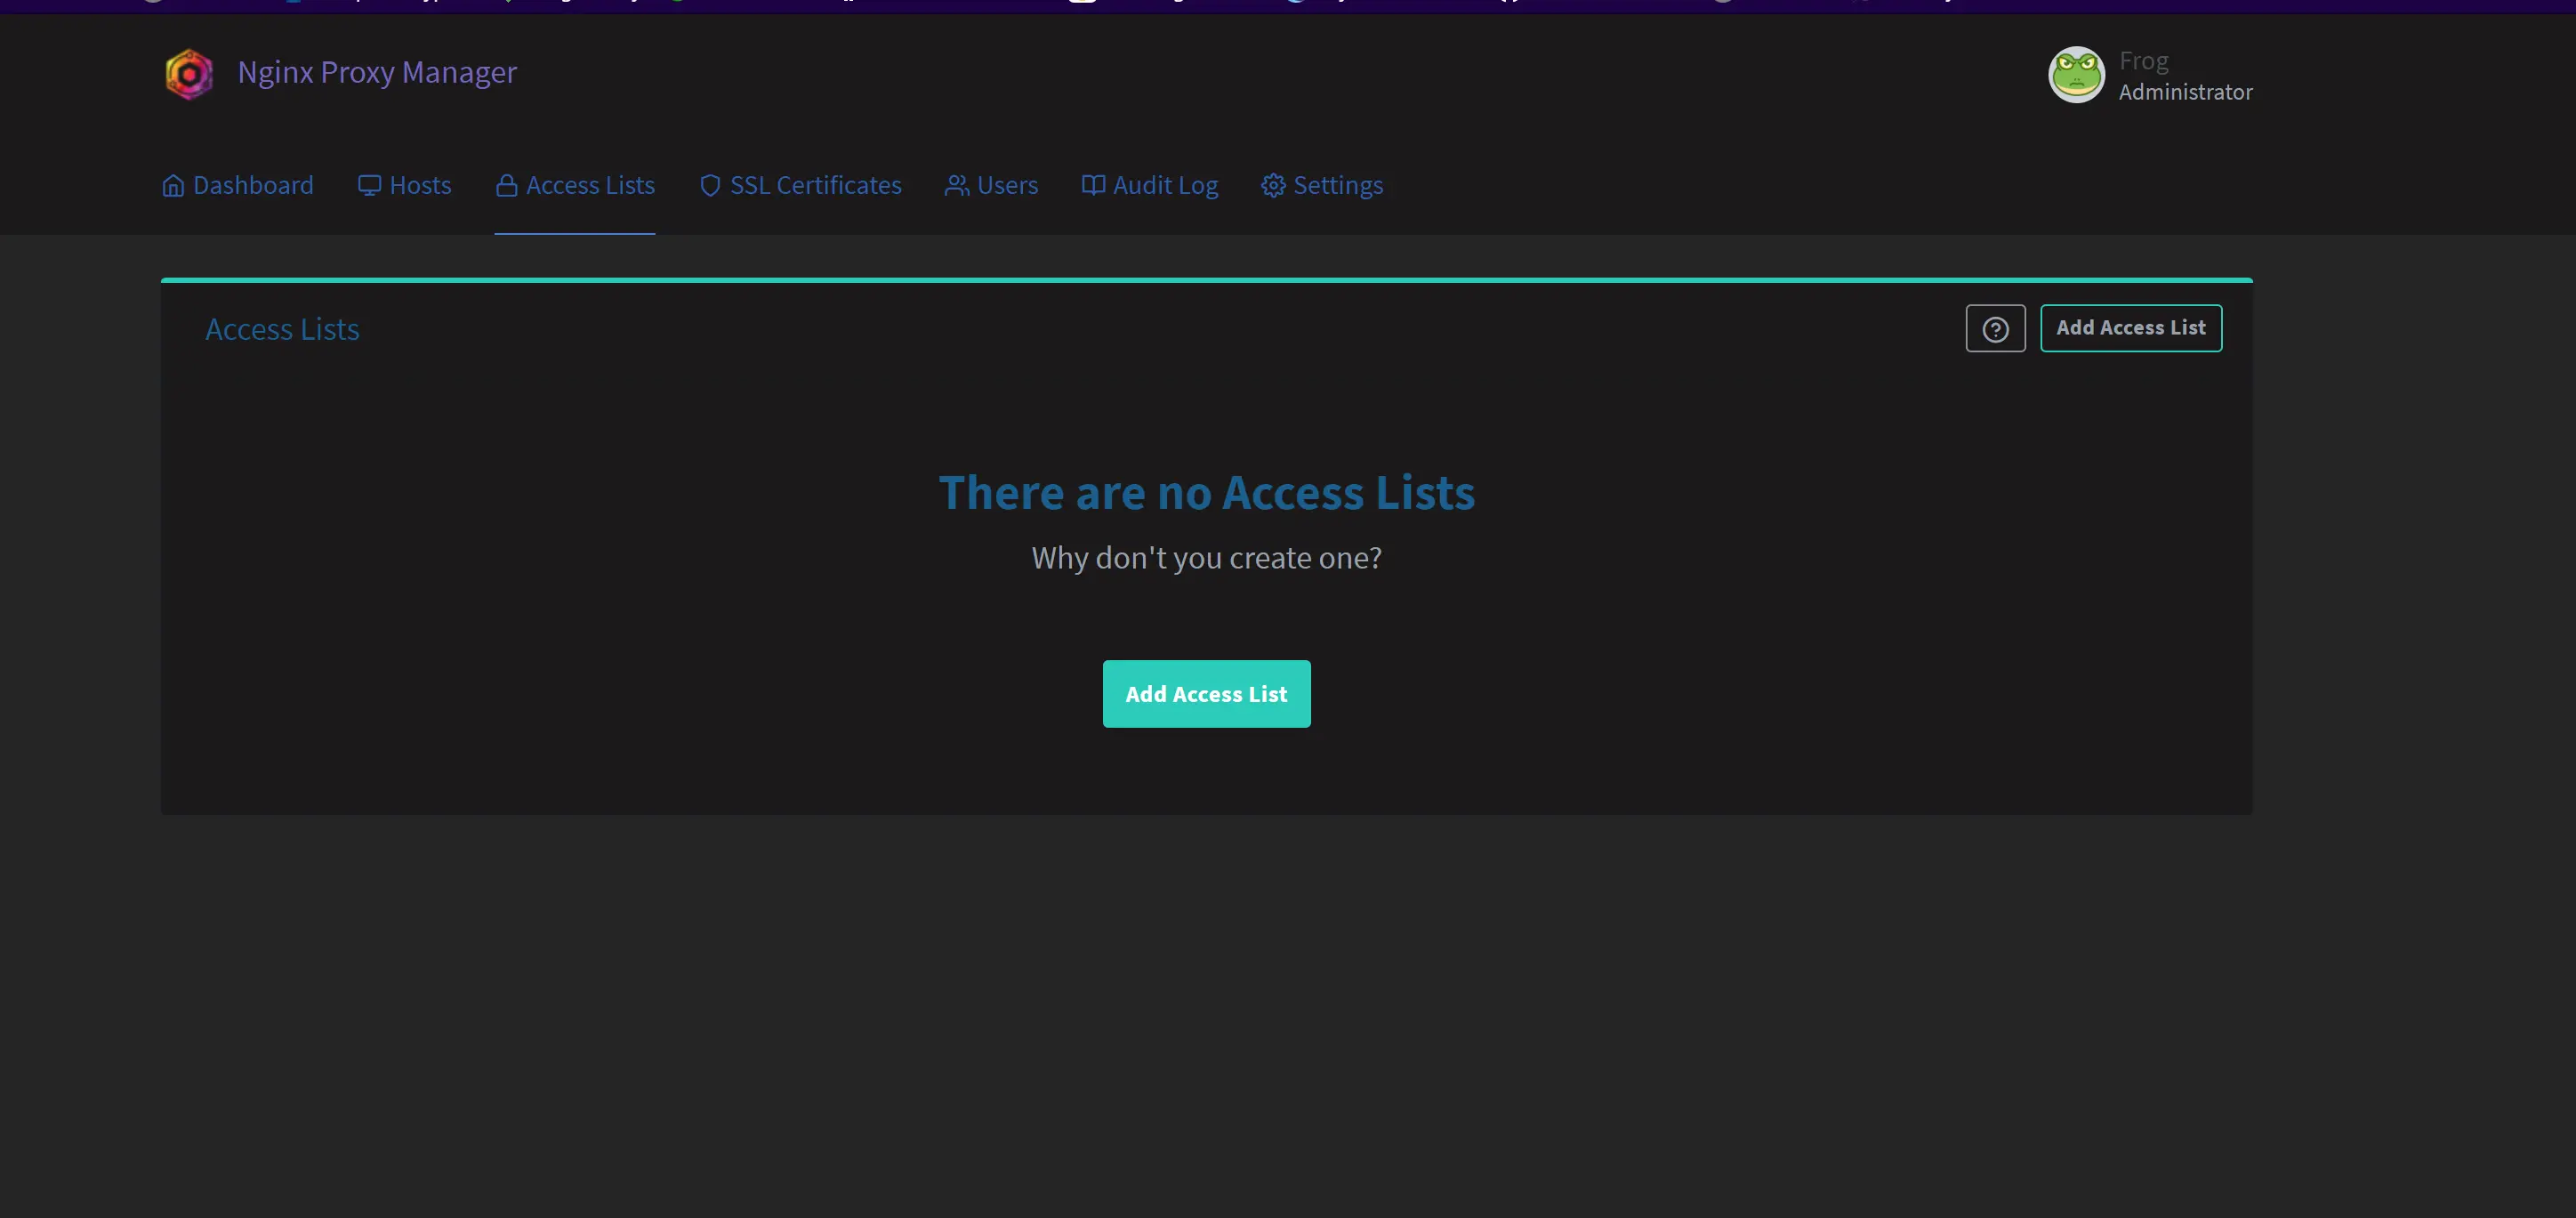 Nginx Proxy Manager
Frog
Administrator
Dashboard
Hosts
Access Lists
SSL Certificates
Users
Audit Log
Settings
Access Lists
Add Access List
There are no Access Lists
Why don't you create one?
Add Access List